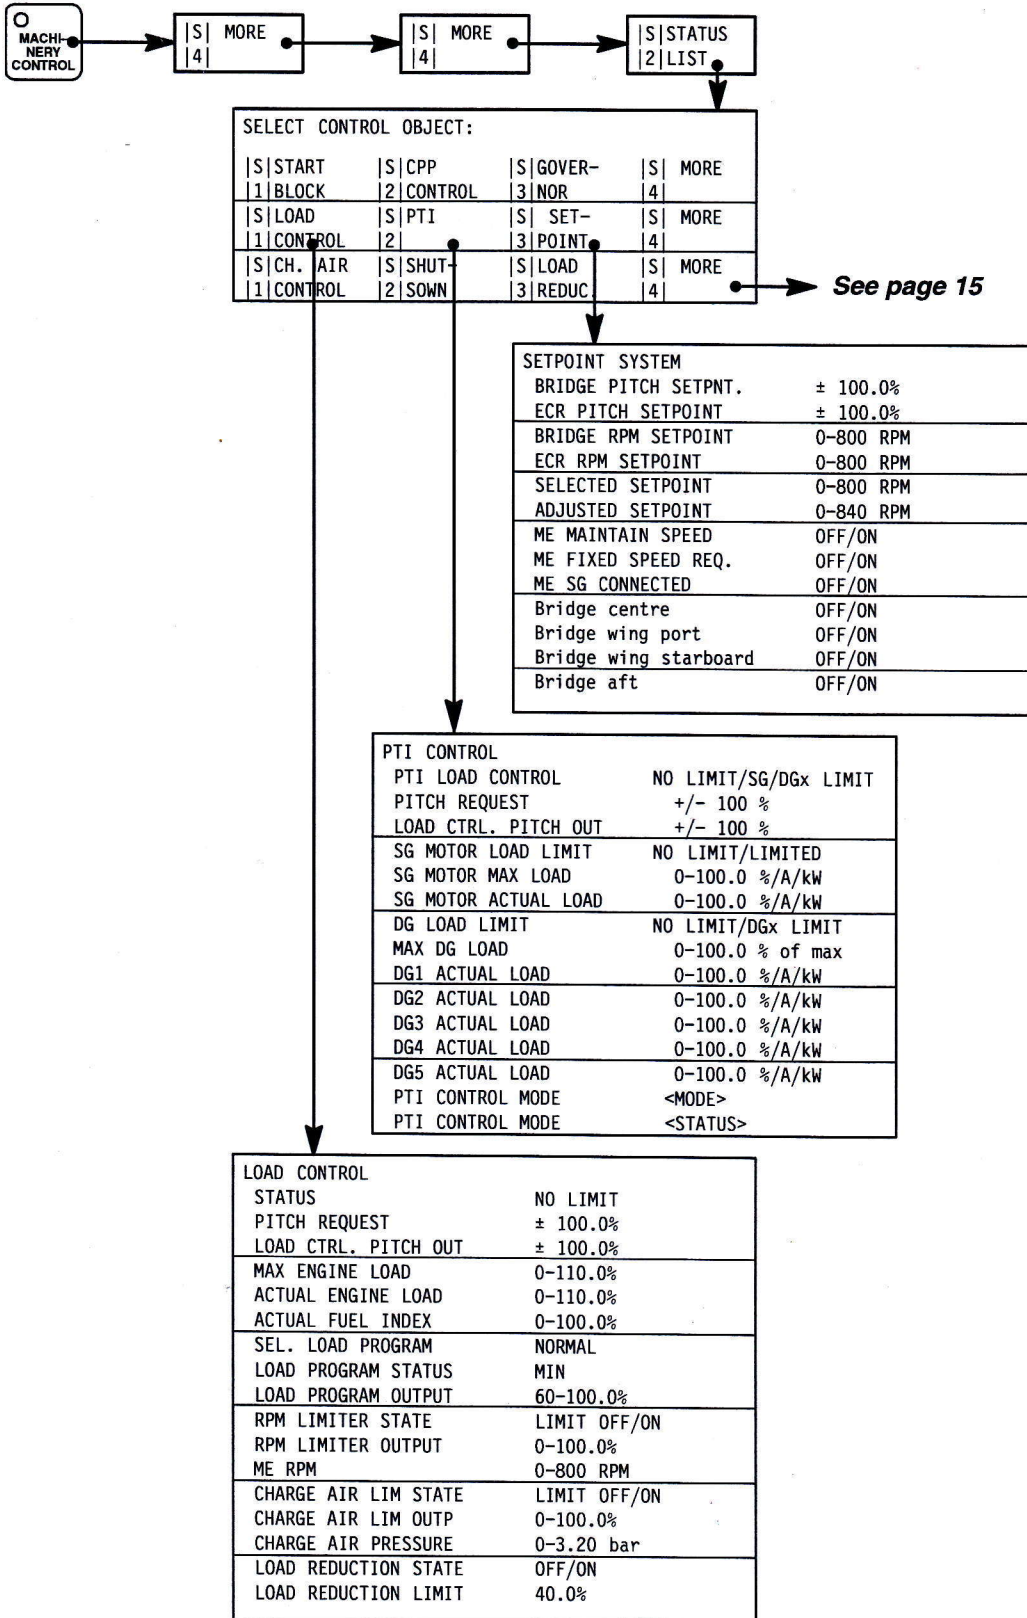 MACHI-
NERY
CONTROL
|S| MORE
|4|
|S| MORE
|4|
|S|STATUS
|2|LIST
SELECT CONTROL OBJECT:
|S|START |S|CPP |S|GOVER- |S| MORE
|1|BLOCK |2|CONTROL |3|NOR |4|
|S|LOAD |S|PTI |S| SET- |S| MORE
|1|CONTROL |2| |3|POINT |4|
|S|CH. AIR |S|SHUT- |S|LOAD |S| MORE
|1|CONTROL |2|SOWN |3|REDUC. |4|
See page 15
SETPOINT SYSTEM
BRIDGE PITCH SETPNT. ± 100.0%
ECR PITCH SETPOINT ± 100.0%
BRIDGE RPM SETPOINT 0-800 RPM
ECR RPM SETPOINT 0-800 RPM
SELECTED SETPOINT 0-800 RPM
ADJUSTED SETPOINT 0-840 RPM
ME MAINTAIN SPEED OFF/ON
ME FIXED SPEED REQ. OFF/ON
ME SG CONNECTED OFF/ON
Bridge centre OFF/ON
Bridge wing port OFF/ON
Bridge wing starboard OFF/ON
Bridge aft OFF/ON
PTI CONTROL
PTI LOAD CONTROL NO LIMIT/SG/DGx LIMIT
PITCH REQUEST +/- 100 %
LOAD CTRL. PITCH OUT +/- 100 %
SG MOTOR LOAD LIMIT NO LIMIT/LIMITED
SG MOTOR MAX LOAD 0-100.0 %/A/kW
SG MOTOR ACTUAL LOAD 0-100.0 %/A/kW
DG LOAD LIMIT NO LIMIT/DGx LIMIT
MAX DG LOAD 0-100.0 % of max
DG1 ACTUAL LOAD 0-100.0 %/A/kW
DG2 ACTUAL LOAD 0-100.0 %/A/kW
DG3 ACTUAL LOAD 0-100.0 %/A/kW
DG4 ACTUAL LOAD 0-100.0 %/A/kW
DG5 ACTUAL LOAD 0-100.0 %/A/kW
PTI CONTROL MODE <MODE>
PTI CONTROL MODE <STATUS>
LOAD CONTROL
STATUS NO LIMIT
PITCH REQUEST ± 100.0%
LOAD CTRL. PITCH OUT ± 100.0%
MAX ENGINE LOAD 0-110.0%
ACTUAL ENGINE LOAD 0-110.0%
ACTUAL FUEL INDEX 0-100.0%
SEL. LOAD PROGRAM NORMAL
LOAD PROGRAM STATUS MIN
LOAD PROGRAM OUTPUT 60-100.0%
RPM LIMITER STATE LIMIT OFF/ON
RPM LIMITER OUTPUT 0-100.0%
ME RPM 0-800 RPM
CHARGE AIR LIM STATE LIMIT OFF/ON
CHARGE AIR LIM OUTP 0-100.0%
CHARGE AIR PRESSURE 0-3.20 bar
LOAD REDUCTION STATE OFF/ON
LOAD REDUCTION LIMIT 40.0%